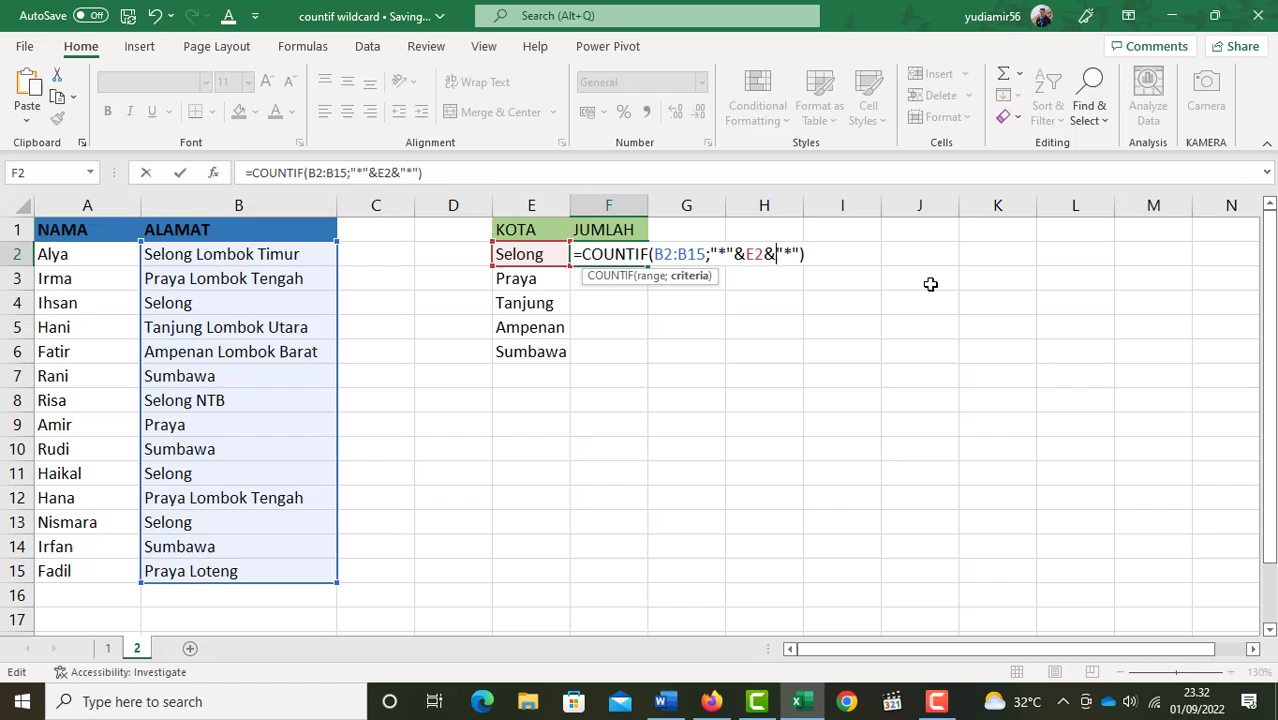 AutoSave Off countif wildcard • Saving... Search (Alt+Q) yudiamir56
File Home Insert Page Layout Formulas Data Review View Help Power Pivot Comments Share
Paste 11 Wrap Text General Conditional Formatting Format as Table Cell Styles Insert Sort & Filter Find & Select Analyze Data Camera
B I U Merge & Center Delete
Format
Clipboard Font Alignment Number Styles Cells Editing Analysis Camera
F2 fx =COUNTIF(B2:B15;"*"&E2&"*")
A B C D E F G H I J K L M N
1 NAMA ALAMAT KOTA JUMLAH
2 Alya Selong Lombok Timur Selong =COUNTIF(B2:B15;"*"&E2&"*")
COUNTIF(range; criteria)
3 Irma Praya Lombok Tengah Praya
4 Ihsan Selong Tanjung
5 Hani Tanjung Lombok Utara Ampenan
6 Fatir Ampenan Lombok Barat Sumbawa
7 Rani Sumbawa
8 Risa Selong NTB
9 Amir Praya
10 Rudi Sumbawa
11 Haikal Selong
12 Hana Praya Lombok Tengah
13 Nismara Selong
14 Irfan Sumbawa
15 Fadil Praya Loteng
16
17
1 2
Edit Accessibility: Investigate 130%
Type here to search 32°C 23.32
01/09/2022